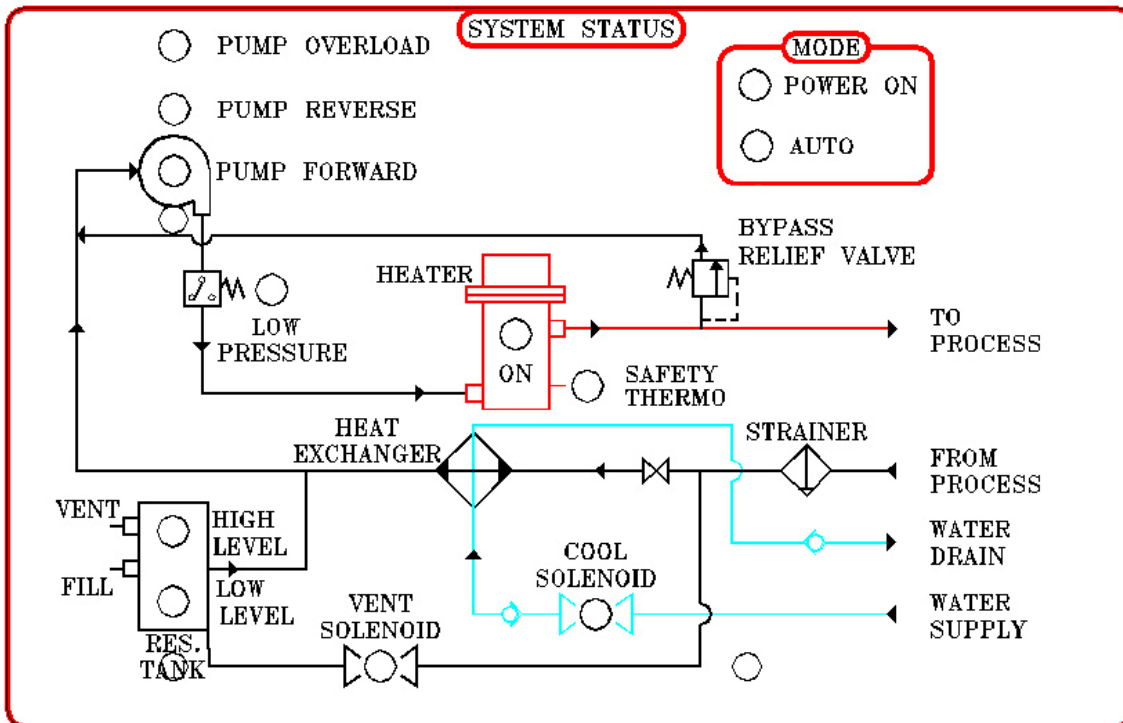 SYSTEM STATUS
PUMP OVERLOAD
MODE
POWER ON
PUMP REVERSE
AUTO
PUMP FORWARD
BYPASS
RELIEF VALVE
HEATER
LOW
PRESSURE
TO
PROCESS
ON
SAFETY
THERMO
HEAT
EXCHANGER
STRAINER
FROM
PROCESS
VENT
HIGH
LEVEL
WATER
DRAIN
FILL
LOW
LEVEL
COOL
SOLENOID
VENT
SOLENOID
WATER
SUPPLY
RES.
TANK